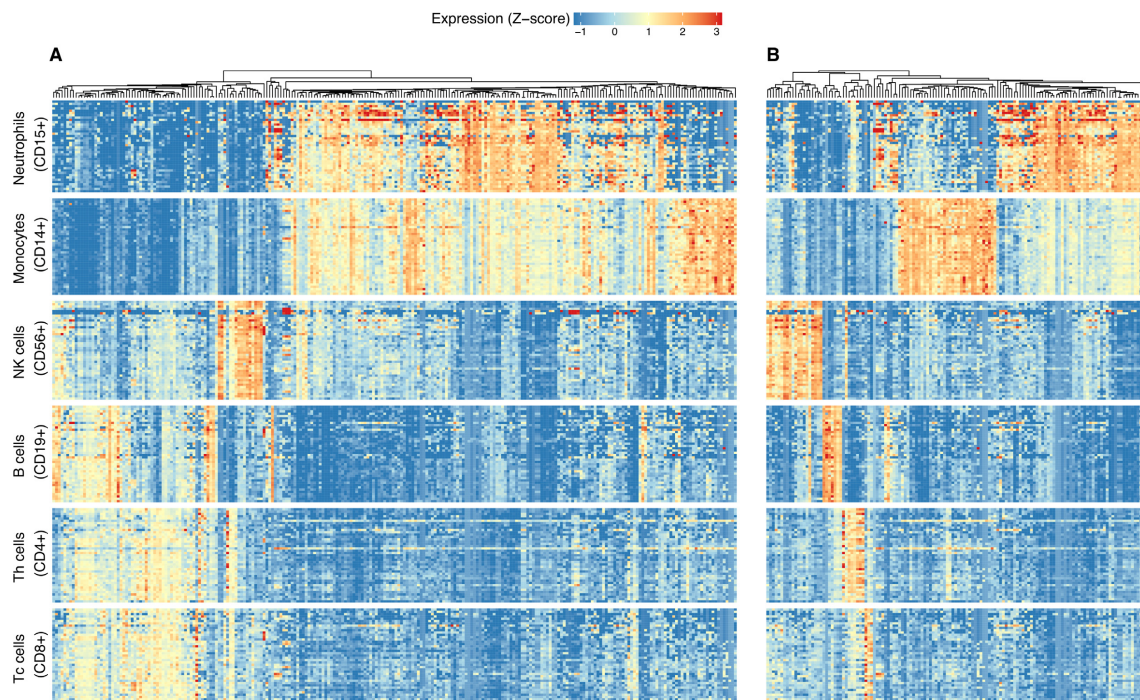 Expression (Z−score)
−1 0 1 2 3
A
B
Neutrophils
(CD15+)
Monocytes
(CD14+)
NK cells
(CD56+)
B cells
(CD19+)
Th cells
(CD4+)
Tc cells
(CD8+)